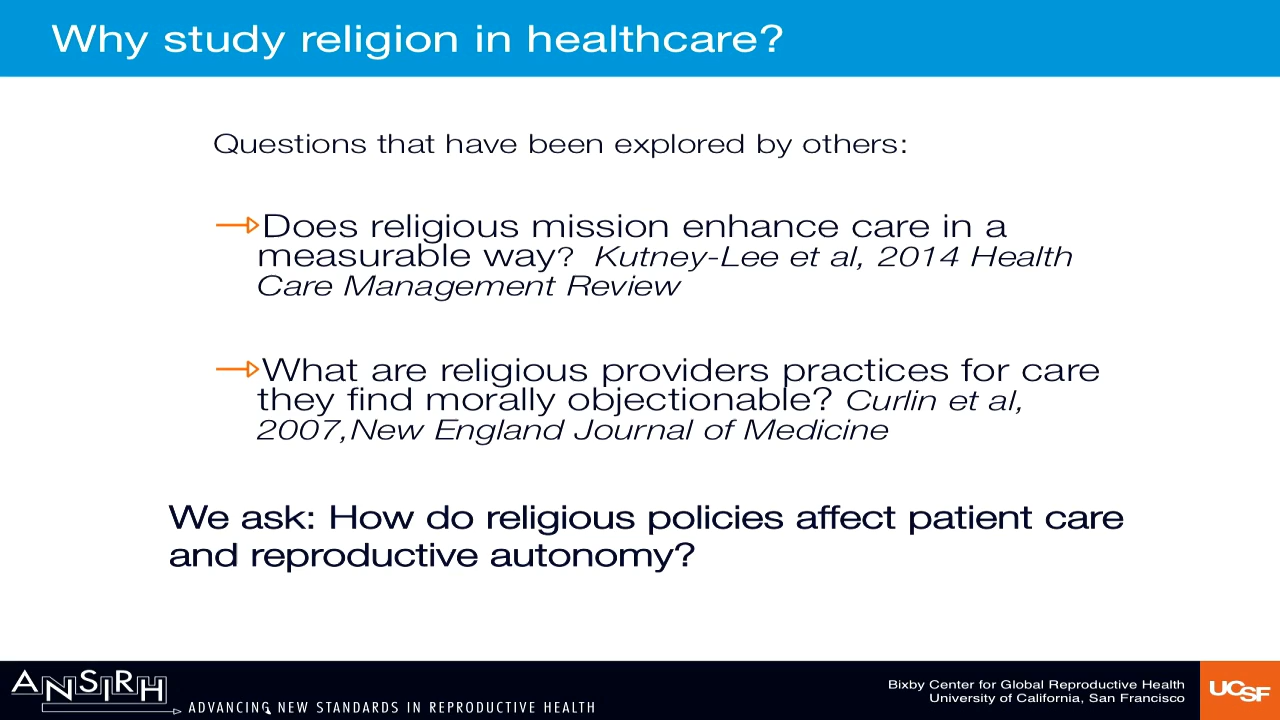 Why study religion in healthcare?
Questions that have been explored by others:
Does religious mission enhance care in a
measurable way? Kutney-Lee et al, 2014 Health
Care Management Review
What are religious providers practices for care
they find morally objectionable? Curlin et al,
2007,New England Journal of Medicine
We ask: How do religious policies affect patient care
and reproductive autonomy?
ANSIRH
ADVANCING NEW STANDARDS IN REPRODUCTIVE HEALTH
Bixby Center for Global Reproductive Health
University of California, San Francisco
UCSF